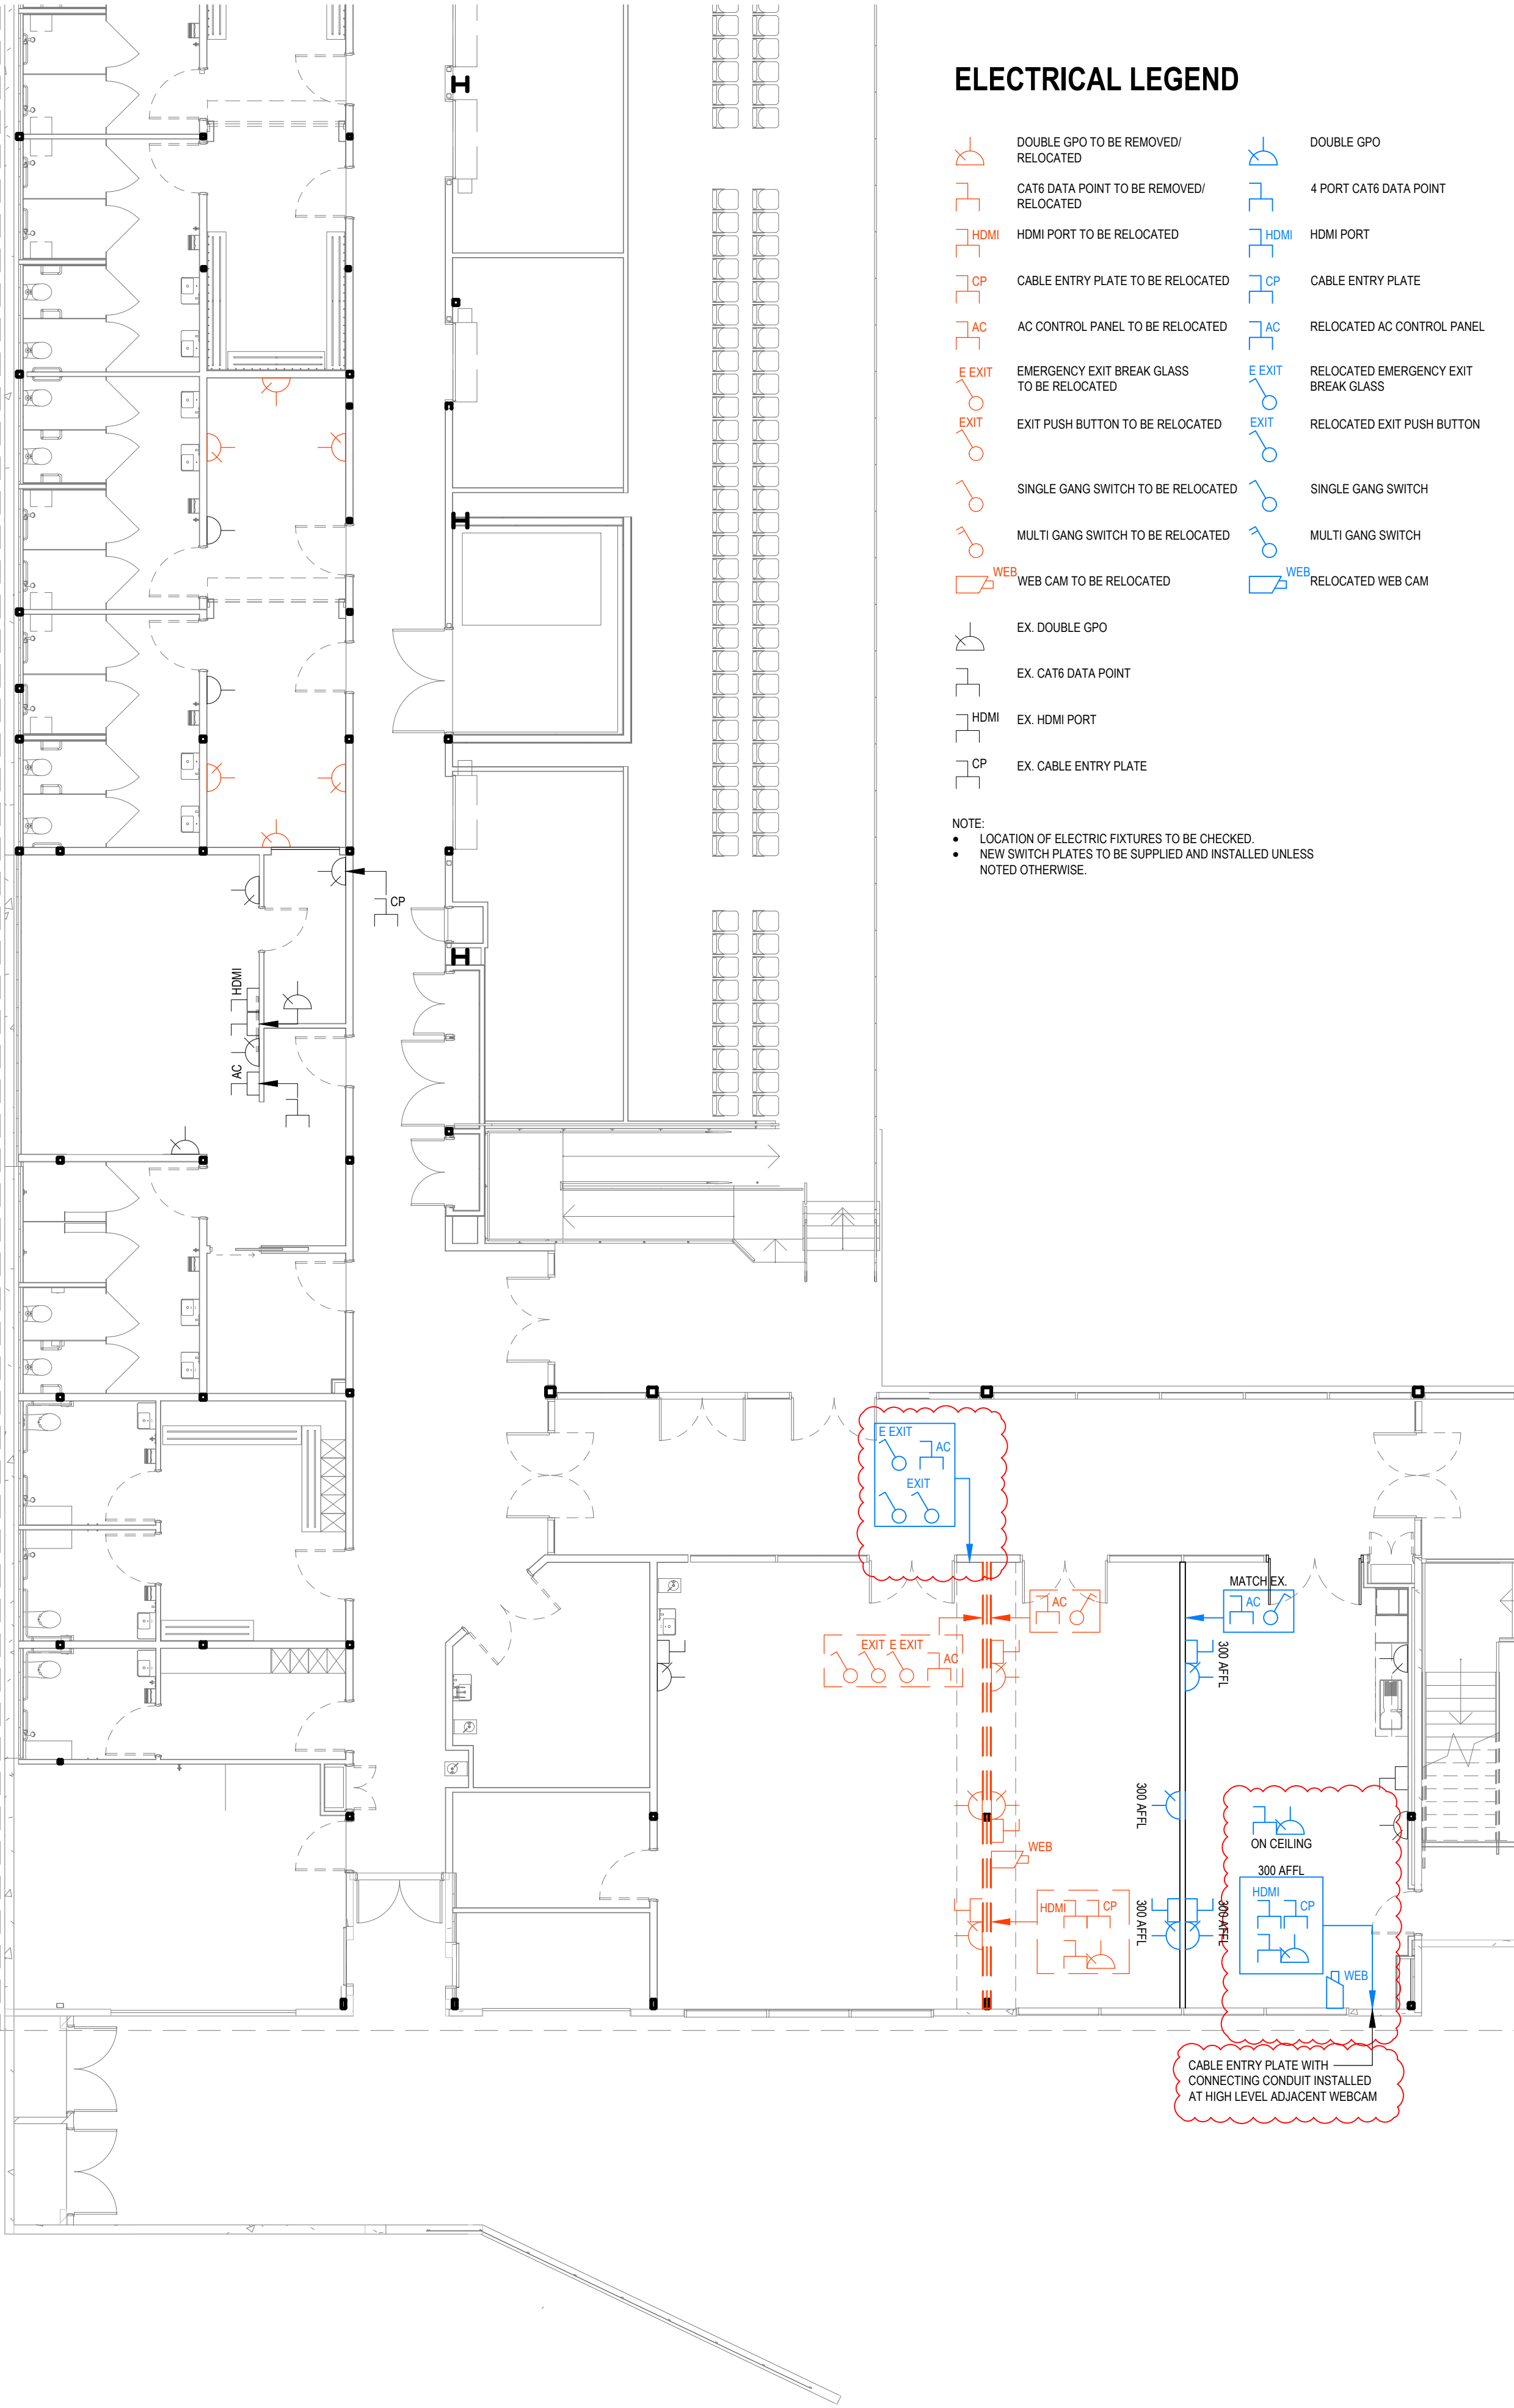 ELECTRICAL LEGEND
DOUBLE GPO TO BE REMOVED/
RELOCATED
DOUBLE GPO
CAT6 DATA POINT TO BE REMOVED/
RELOCATED
4 PORT CAT6 DATA POINT
HDMI
HDMI PORT TO BE RELOCATED
HDMI
HDMI PORT
CP
CABLE ENTRY PLATE TO BE RELOCATED
CP
CABLE ENTRY PLATE
AC
AC CONTROL PANEL TO BE RELOCATED
AC
RELOCATED AC CONTROL PANEL
E EXIT
EMERGENCY EXIT BREAK GLASS
TO BE RELOCATED
E EXIT
RELOCATED EMERGENCY EXIT
BREAK GLASS
EXIT
EXIT PUSH BUTTON TO BE RELOCATED
EXIT
RELOCATED EXIT PUSH BUTTON
SINGLE GANG SWITCH TO BE RELOCATED
SINGLE GANG SWITCH
MULTI GANG SWITCH TO BE RELOCATED
MULTI GANG SWITCH
WEB
WEB CAM TO BE RELOCATED
WEB
RELOCATED WEB CAM
EX. DOUBLE GPO
EX. CAT6 DATA POINT
HDMI
EX. HDMI PORT
CP
EX. CABLE ENTRY PLATE
NOTE:
• LOCATION OF ELECTRIC FIXTURES TO BE CHECKED.
• NEW SWITCH PLATES TO BE SUPPLIED AND INSTALLED UNLESS
NOTED OTHERWISE.
CP
HDMI
AC
E EXIT
AC
EXIT
MATCH EX.
AC
AC
EXIT E EXIT
AC
300 AFFL
300 AFFL
ON CEILING
WEB
300 AFFL
HDMI
CP
HDMI
CP
300 AFFL
300 AFFL
WEB
CABLE ENTRY PLATE WITH
CONNECTING CONDUIT INSTALLED
AT HIGH LEVEL ADJACENT WEBCAM